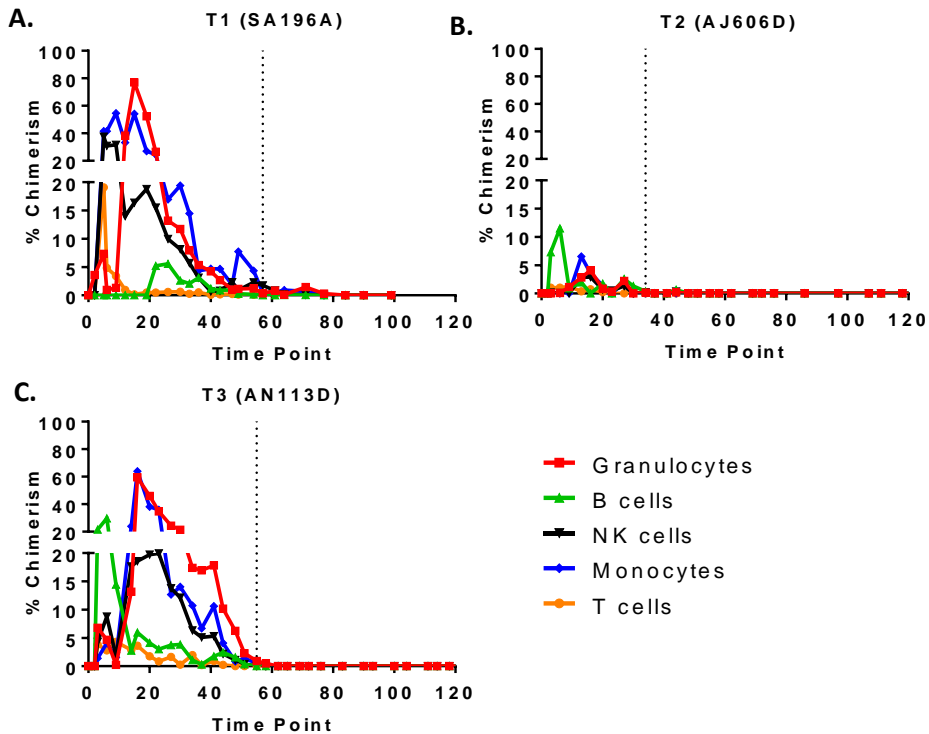 A.
T1 (SA196A)
% Chimerism
100
80
60
40
20
20
15
10
5
0
0 20 40 60 80 100 120
Time Point
B.
T2 (AJ606D)
% Chimerism
100
80
60
40
20
20
15
10
5
0
0 20 40 60 80 100 120
Time Point
C.
T3 (AN113D)
% Chimerism
100
80
60
40
20
20
15
10
5
0
0 20 40 60 80 100 120
Time Point
Granulocytes
B cells
NK cells
Monocytes
T cells